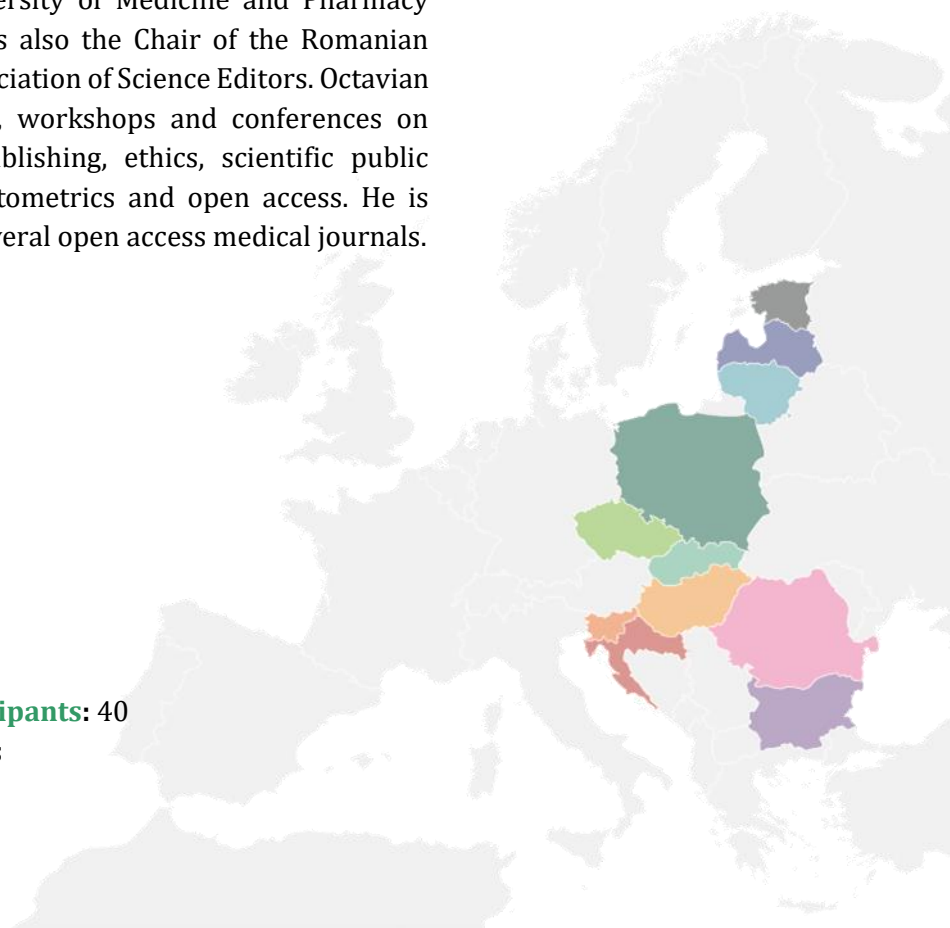 ersity of Medicine and Pharmacy
s also the Chair of the Romanian
ciation of Science Editors. Octavian
, workshops and conferences on
blishing, ethics, scientific public
tometrics and open access. He is
veral open access medical journals.
ipants: 40
: